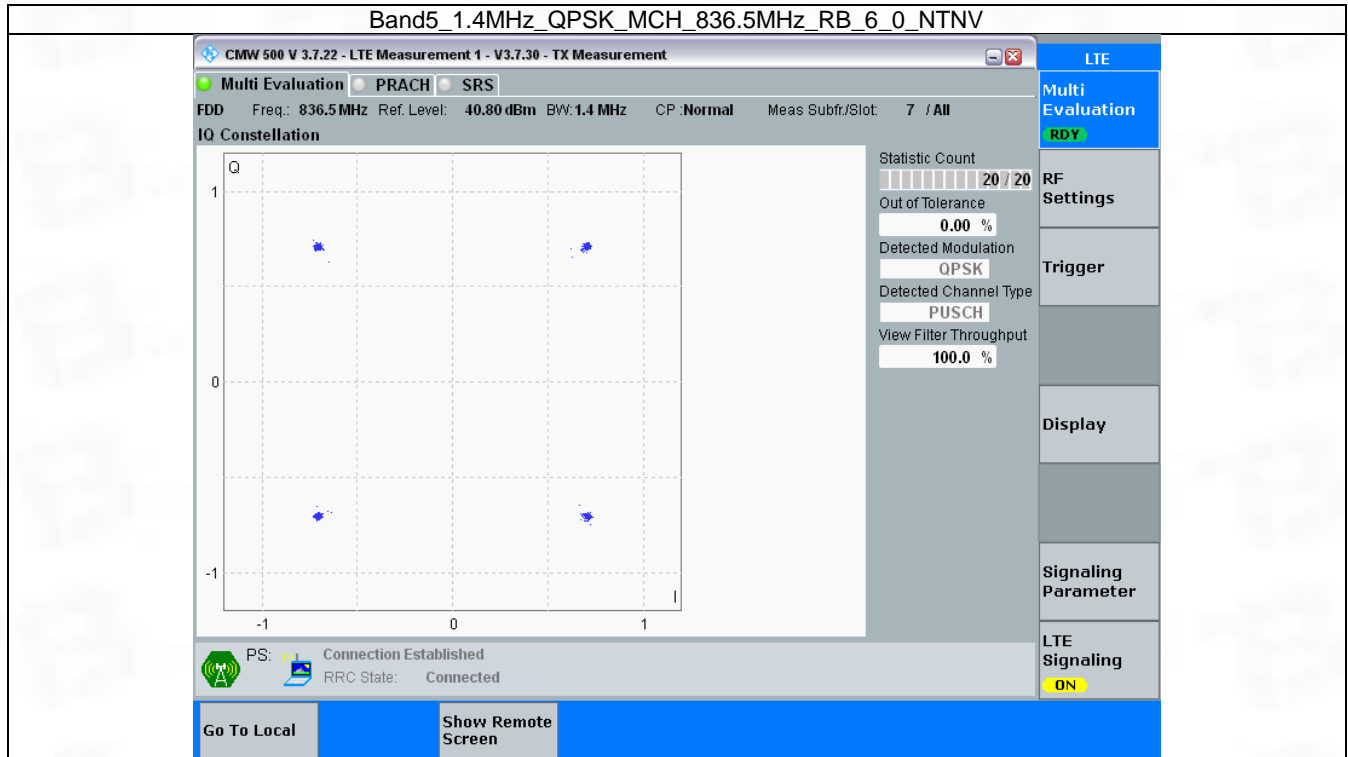 Band5_1.4MHz_QPSK_MCH_836.5MHz_RB_6_0_NTNV
CMW 500 V 3.7.22 - LTE Measurement 1 - V3.7.30 - TX Measurement
Multi Evaluation PRACH SRS
FDD Freq.: 836.5 MHz Ref. Level: 40.80 dBm BW: 1.4 MHz CP : Normal Meas Subfr./Slot: 7 / All
IQ Constellation
Q
1
0
-1
I
-1 0 1
Statistic Count
20 / 20
Out of Tolerance
0.00 %
Detected Modulation
QPSK
Detected Channel Type
PUSCH
View Filter Throughput
100.0 %
PS: Connection Established
RRC State: Connected
LTE
Multi
Evaluation
RDY
RF
Settings
Trigger
Display
Signaling
Parameter
LTE
Signaling
ON
Go To Local
Show Remote
Screen